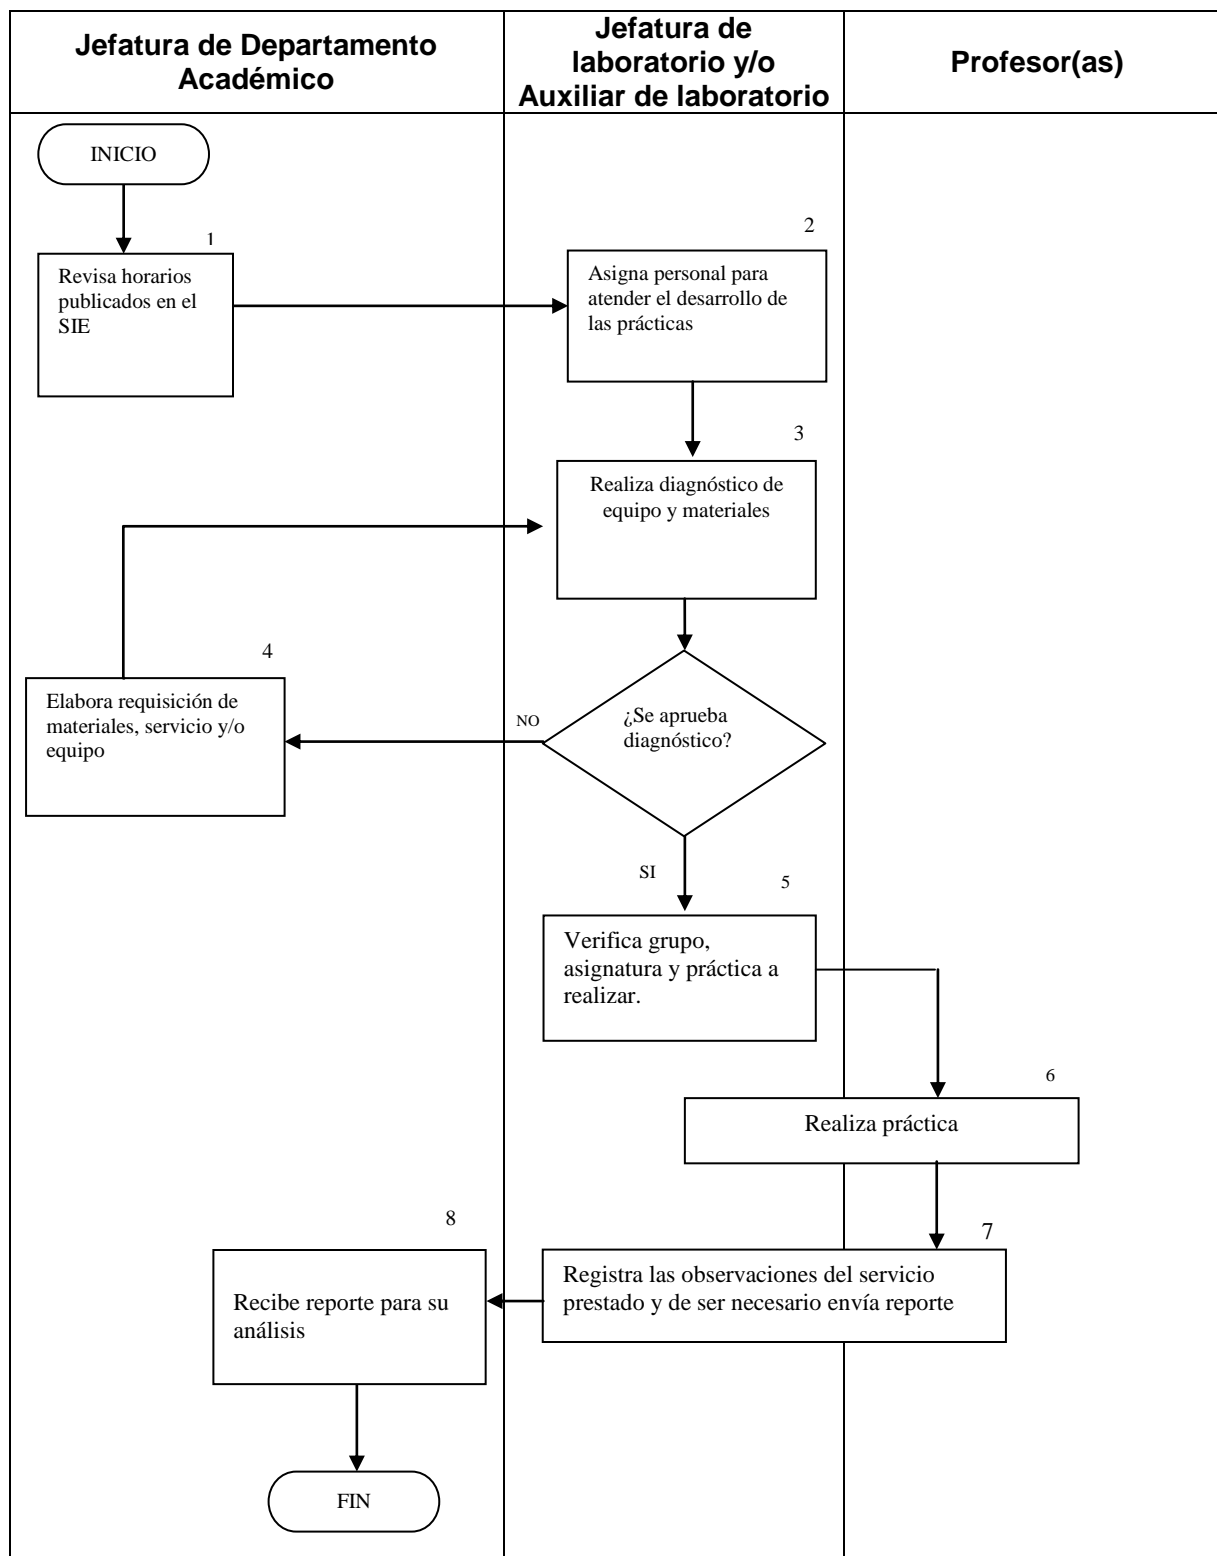 Jefatura de Departamento
Académico
Jefatura de
laboratorio y/o
Auxiliar de laboratorio
Profesor(as)
INICIO
1
Revisa horarios
publicados en el
SIE
2
Asigna personal para
atender el desarrollo de
las prácticas
3
Realiza diagnóstico de
equipo y materiales
4
Elabora requisición de
materiales, servicio y/o
equipo
NO
¿Se aprueba
diagnóstico?
SI
5
Verifica grupo,
asignatura y práctica a
realizar.
6
Realiza práctica
7
Registra las observaciones del servicio
prestado y de ser necesario envía reporte
8
Recibe reporte para su
análisis
FIN